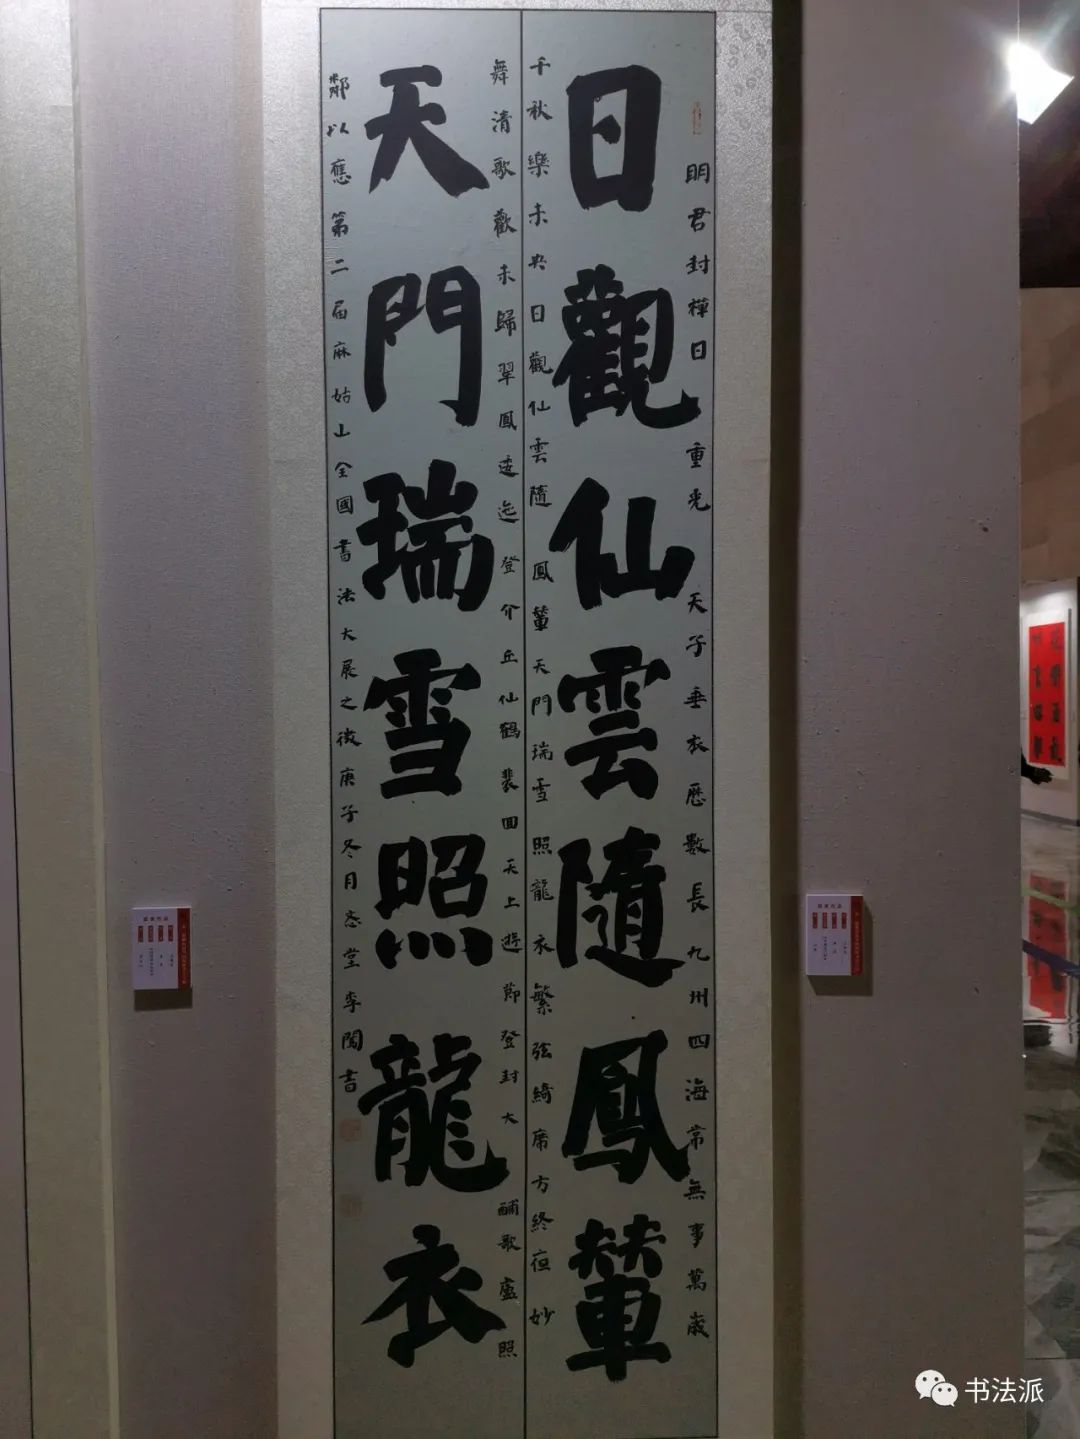 明君封禪日重光天子垂衣歷數長九州四海常無事萬歲
日觀仙雲隨鳳輦
千秋樂未央日觀仙雲隨鳳輦天門瑞雪照龍衣繁弦綺席方終夜妙
舞清歌歡未歸翠鳳逶迤登介丘仙鶴裴回天上遊節登封大酺歌盧照
天門瑞雪照龍衣
鄰以應第二屆麻姑山全國書法大展之徵庚子冬月堂李書
书法派